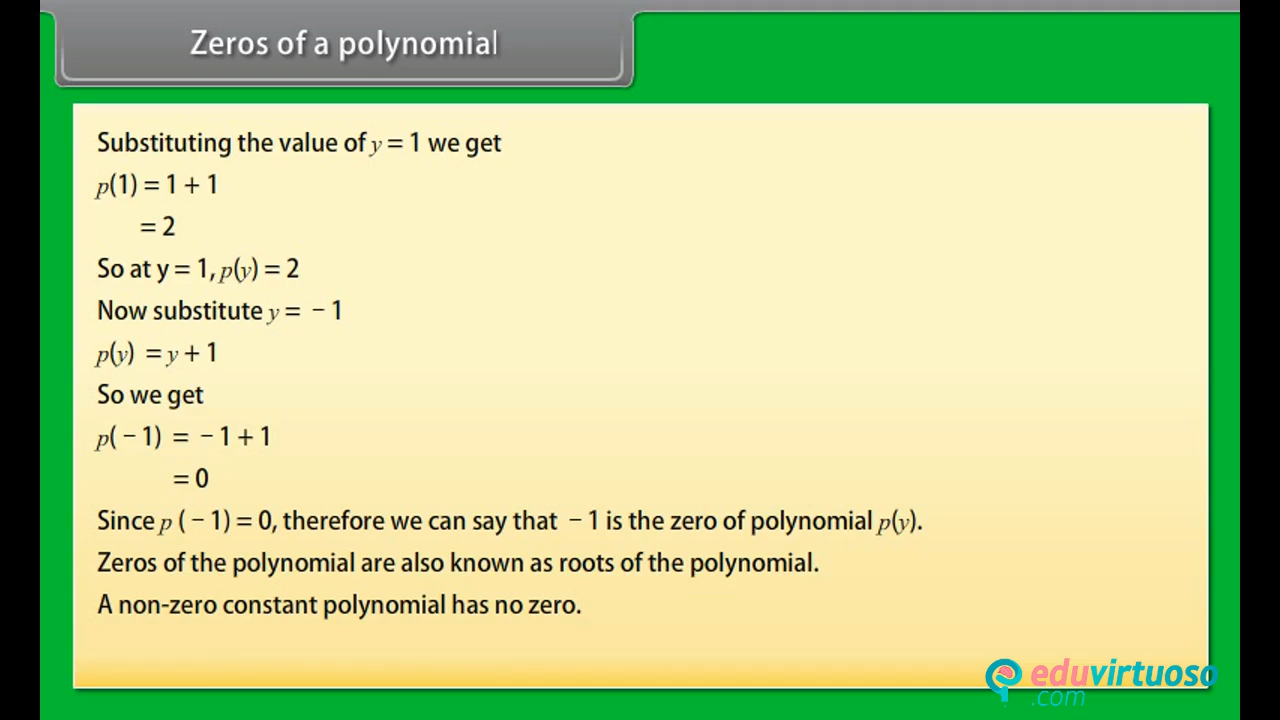 Zeros of a polynomial
Substituting the value of y = 1 we get
p(1) = 1 + 1
= 2
So at y = 1, p(y) = 2
Now substitute y = − 1
p(y) = y + 1
So we get
p( − 1) = − 1 + 1
= 0
Since p ( − 1) = 0, therefore we can say that − 1 is the zero of polynomial p(y).
Zeros of the polynomial are also known as roots of the polynomial.
A non-zero constant polynomial has no zero.
eduvirtuoso
.com